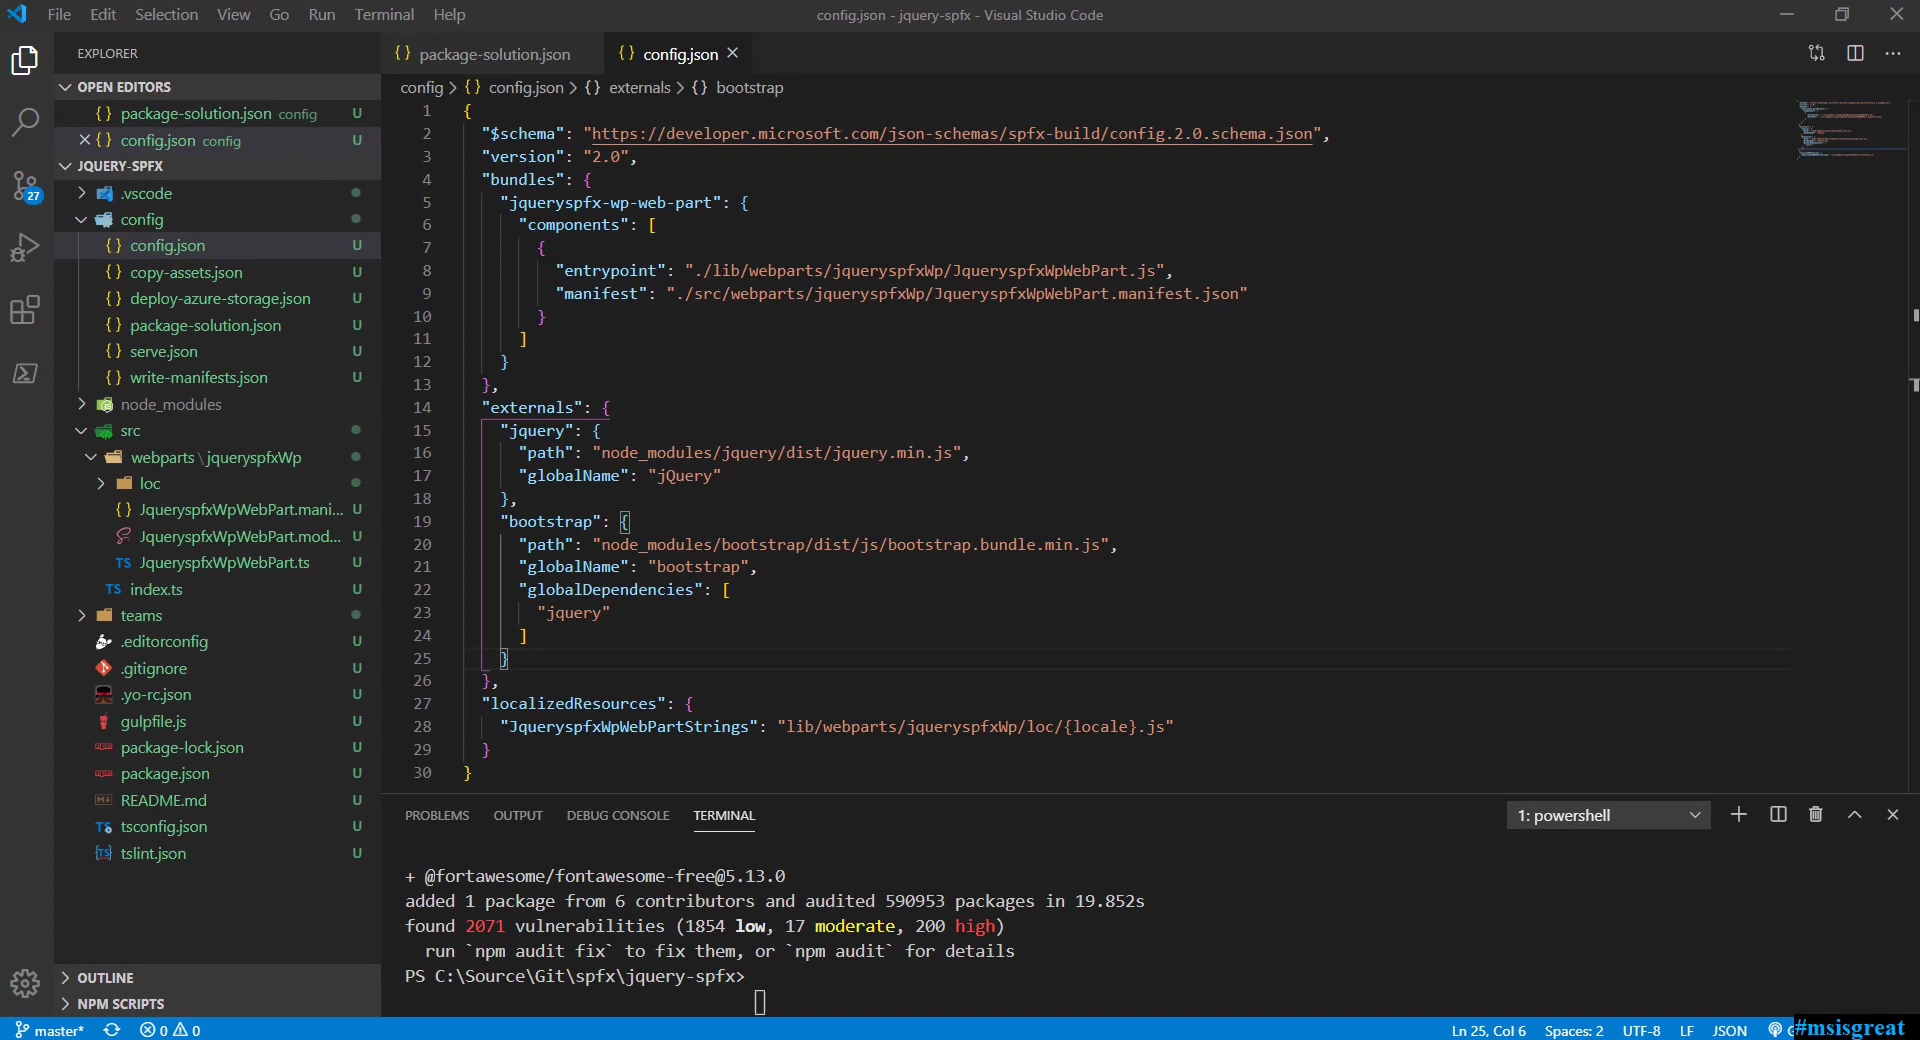 File Edit Selection View Go Run Terminal Help
config.json - jquery-spfx - Visual Studio Code
EXPLORER
OPEN EDITORS
package-solution.json config U
config.json config U
JQUERY-SPFX
.vscode
config
config.json U
copy-assets.json U
deploy-azure-storage.json U
package-solution.json U
serve.json U
write-manifests.json U
node_modules
src
webparts\jqueryspfxWp
loc
JqueryspfxWpWebPart.mani... U
JqueryspfxWpWebPart.mod... U
TS JqueryspfxWpWebPart.ts U
TS index.ts U
teams
.editorconfig U
.gitignore U
.yo-rc.json U
gulpfile.js U
package-lock.json U
package.json U
README.md U
tsconfig.json U
tslint.json U
OUTLINE
NPM SCRIPTS
27
package-solution.json
config.json
config > {} config.json > {} externals > {} bootstrap
1 {
2 "$schema": "https://developer.microsoft.com/json-schemas/spfx-build/config.2.0.schema.json",
3 "version": "2.0",
4 "bundles": {
5 "jqueryspfx-wp-web-part": {
6 "components": [
7 {
8 "entrypoint": "./lib/webparts/jqueryspfxWp/JqueryspfxWpWebPart.js",
9 "manifest": "./src/webparts/jqueryspfxWp/JqueryspfxWpWebPart.manifest.json"
10 }
11 ]
12 }
13 },
14 "externals": {
15 "jquery": {
16 "path": "node_modules/jquery/dist/jquery.min.js",
17 "globalName": "jQuery"
18 },
19 "bootstrap": {
20 "path": "node_modules/bootstrap/dist/js/bootstrap.bundle.min.js",
21 "globalName": "bootstrap",
22 "globalDependencies": [
23 "jquery"
24 ]
25 }
26 },
27 "localizedResources": {
28 "JqueryspfxWpWebPartStrings": "lib/webparts/jqueryspfxWp/loc/{locale}.js"
29 }
30 }
PROBLEMS OUTPUT DEBUG CONSOLE TERMINAL
1: powershell
+ @fortawesome/fontawesome-free@5.13.0
added 1 package from 6 contributors and audited 590953 packages in 19.852s
found 2071 vulnerabilities (1854 low, 17 moderate, 200 high)
run `npm audit fix` to fix them, or `npm audit` for details
PS C:\Source\Git\spfx\jquery-spfx>
master* 0 0
Ln 25, Col 6 Spaces: 2 UTF-8 LF JSON
#msisgreat